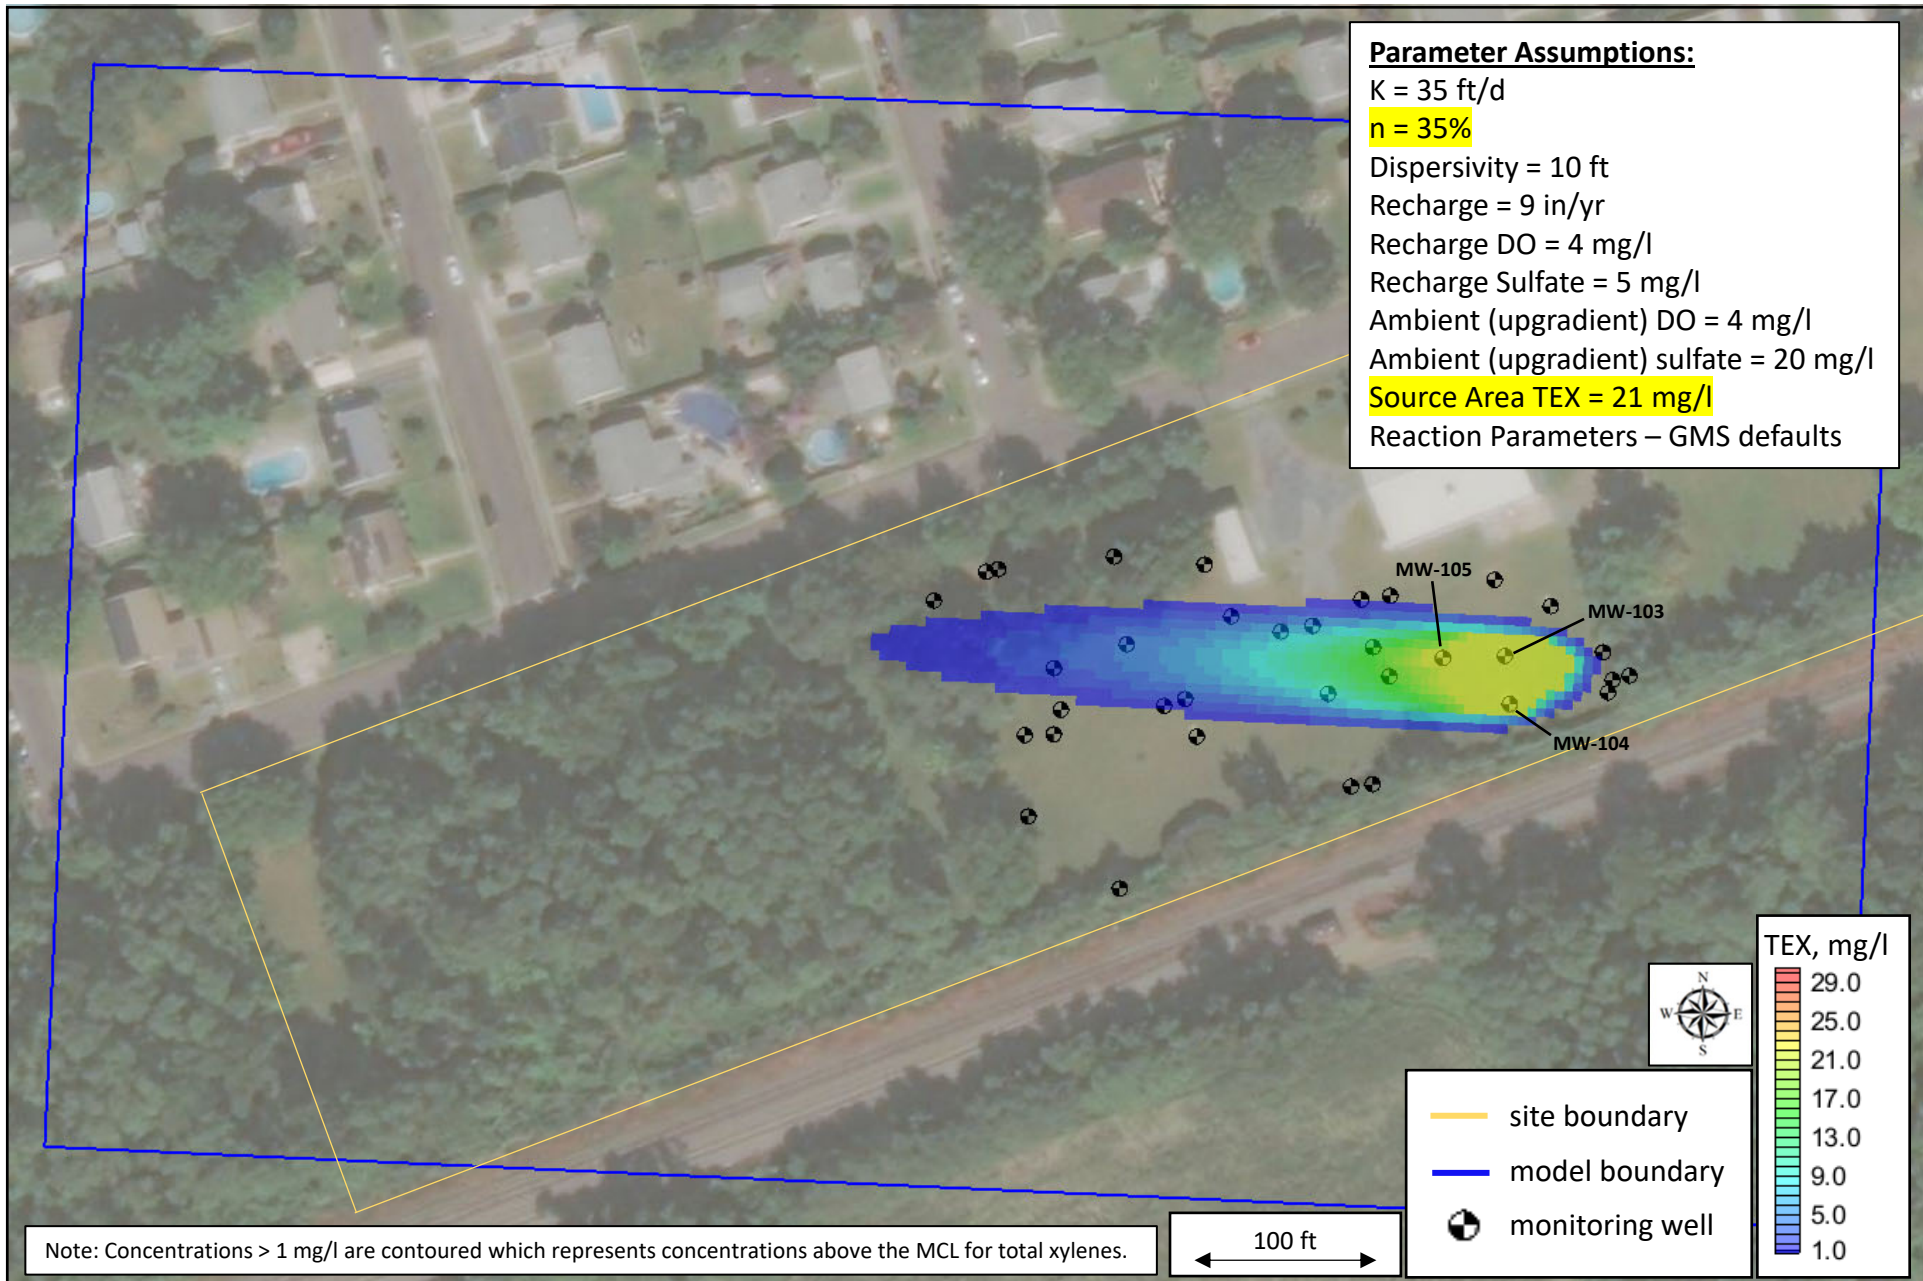 Parameter Assumptions:
K = 35 ft/d
n = 35%
Dispersivity = 10 ft
Recharge = 9 in/yr
Recharge DO = 4 mg/l
Recharge Sulfate = 5 mg/l
Ambient (upgradient) DO = 4 mg/l
Ambient (upgradient) sulfate = 20 mg/l
Source Area TEX = 21 mg/l
Reaction Parameters – GMS defaults
MW-105
MW-103
MW-104
TEX, mg/l
29.0
25.0
21.0
17.0
13.0
9.0
5.0
1.0
N
W E
S
site boundary
model boundary
monitoring well
100 ft
Note: Concentrations > 1 mg/l are contoured which represents concentrations above the MCL for total xylenes.